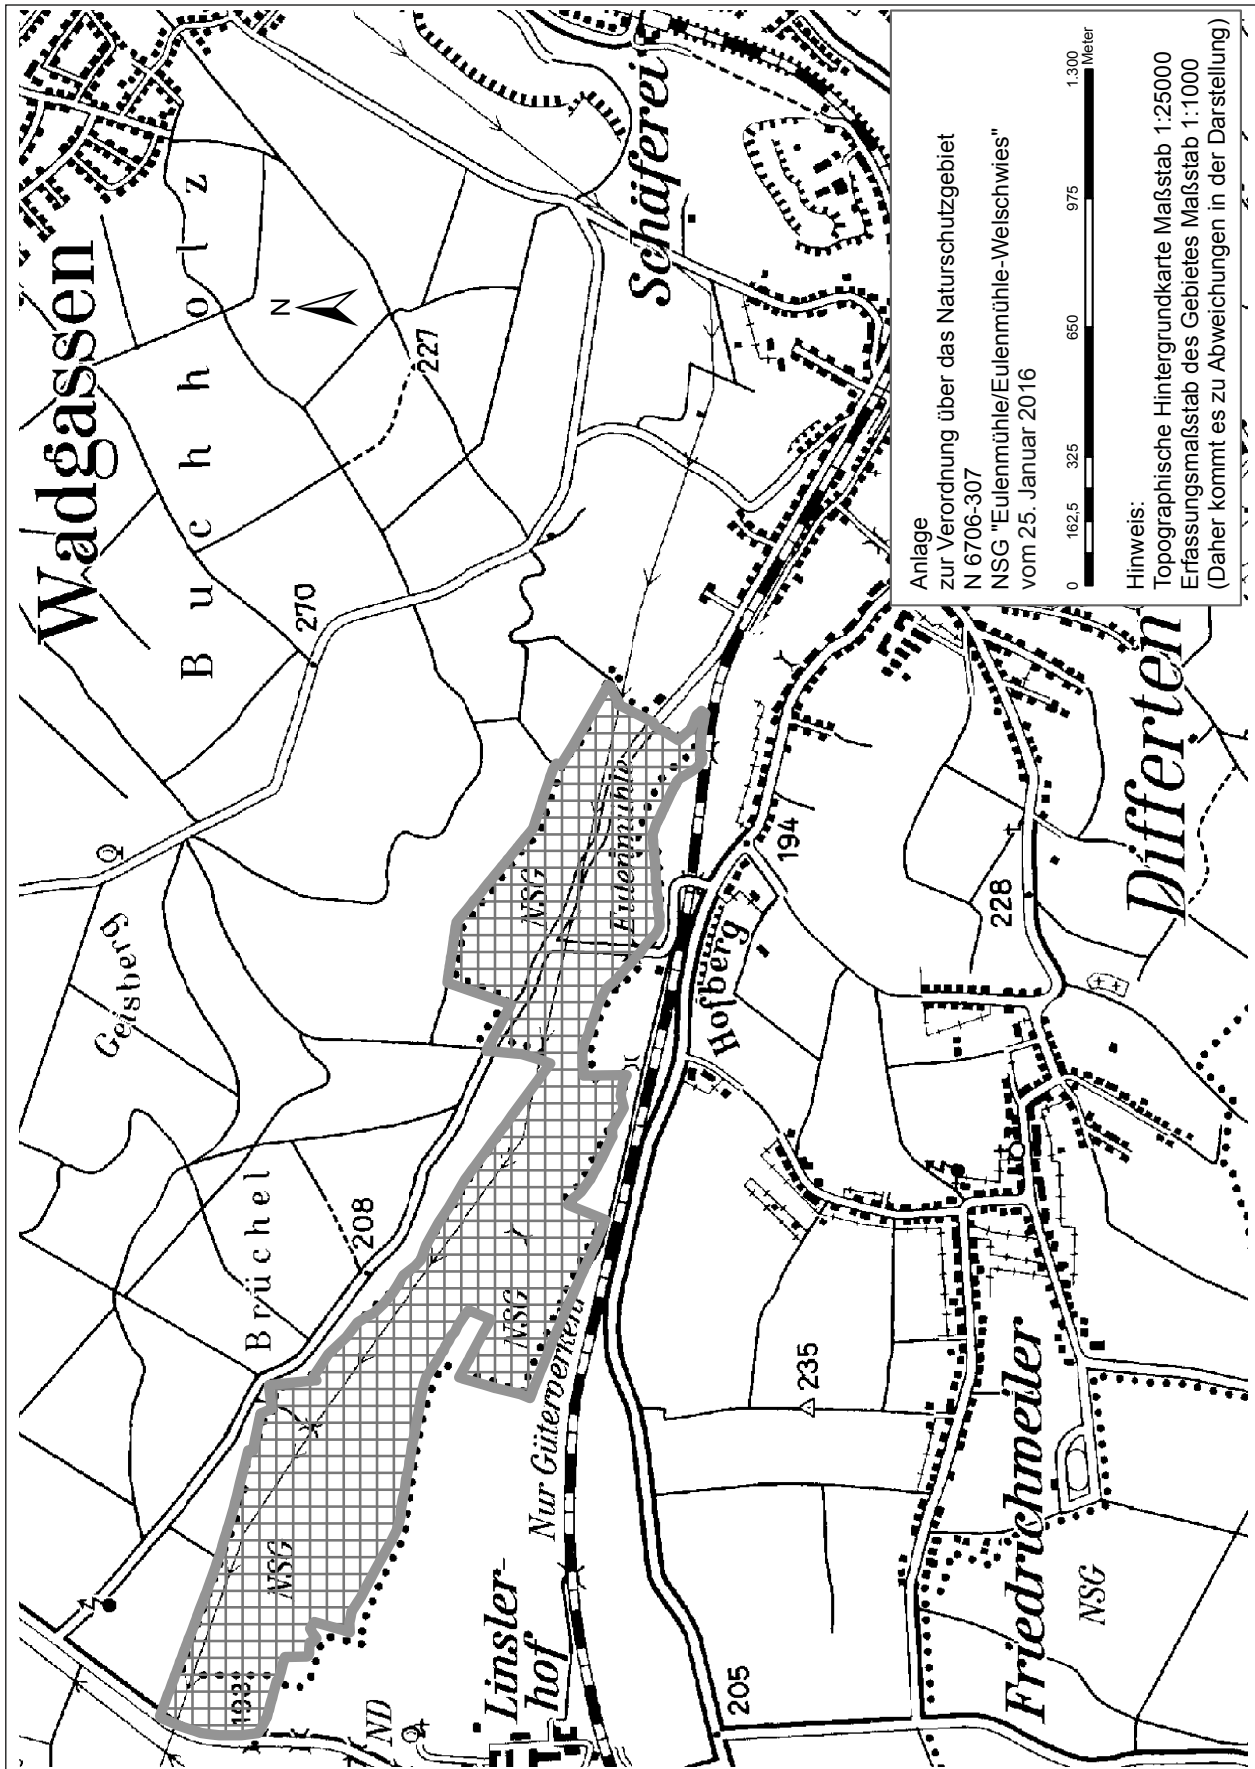 Wadgassen
Buchholz
N
227
270
Schäferei
Geisberg
Brüchel
208
NSG
Eulenmühle
NSG
NSG
Nur Güterverkehr
Hofberg
194
228
Differten
235
Friedrichweiler
NSG
205
Linsler-
hof
ND
Anlage
zur Verordnung über das Naturschutzgebiet
N 6706-307
NSG "Eulenmühle/Eulenmühle-Welschwies"
vom 25. Januar 2016
0 162,5 325 650 975 1.300
Meter
Hinweis:
Topographische Hintergrundkarte Maßstab 1:25000
Erfassungsmaßstab des Gebietes Maßstab 1:1000
(Daher kommt es zu Abweichungen in der Darstellung)